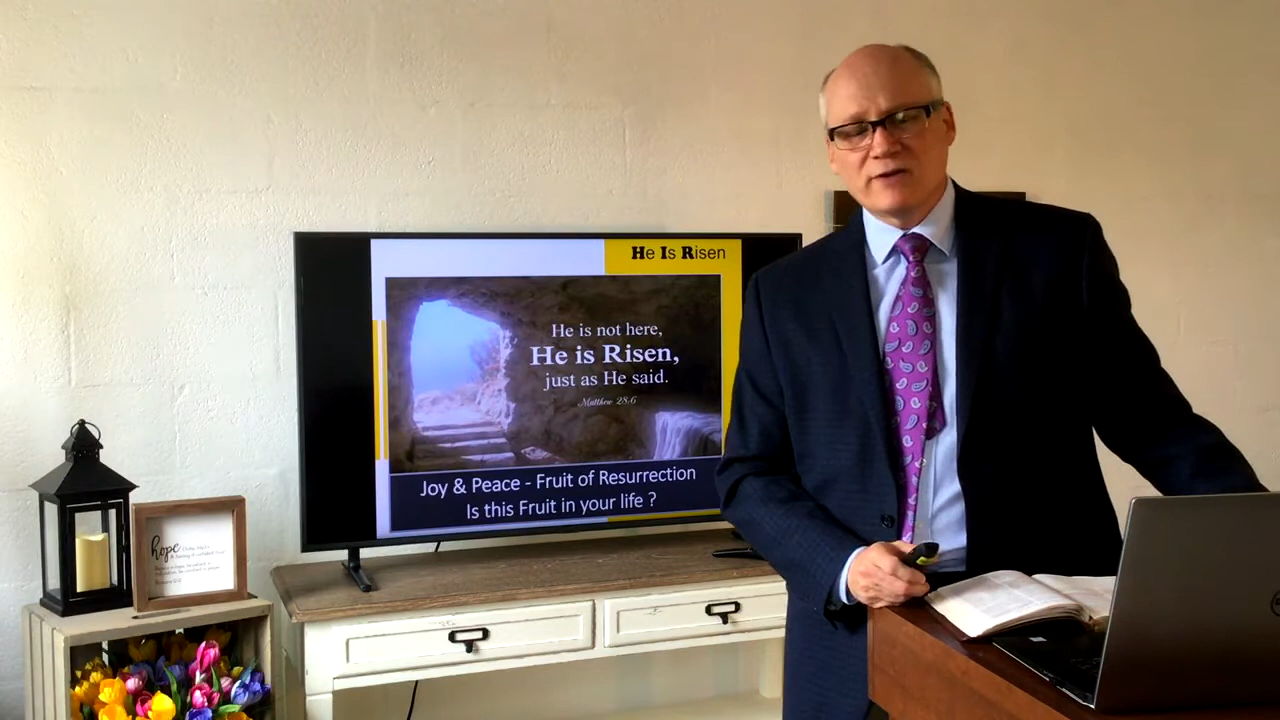 He Is Risen
He is not here,
He is Risen,
just as He said.
Matthew 28:6
Joy & Peace - Fruit of Resurrection
Is this Fruit in your life ?
hope